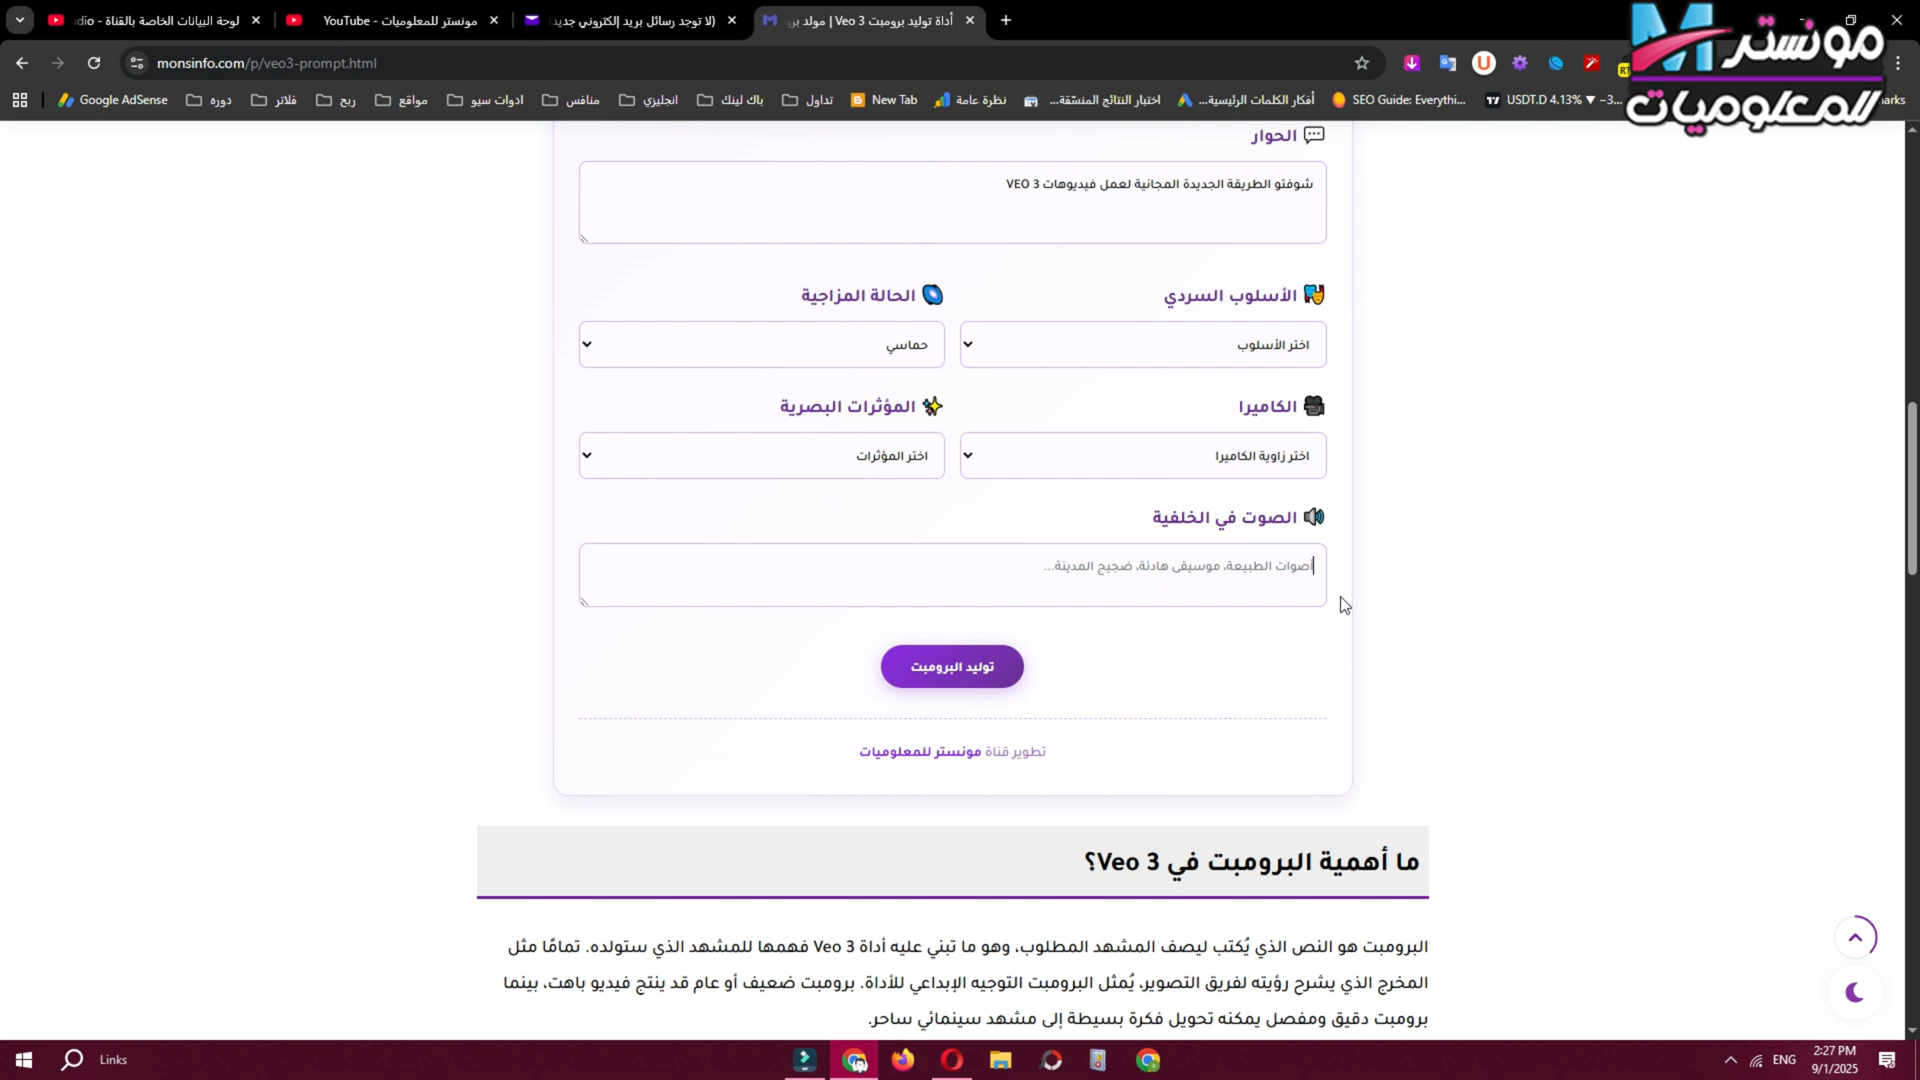 لوحة البيانات الخاصة بالقناة - udio
مونستر للمعلوميات - YouTube
(لا توجد رسائل بريد إلكتروني جديد
أداة توليد برومبت Veo 3 | مولد بر
monsinfo.com/p/veo3-prompt.html
Google AdSense
دوره
فلاتر
ربح
مواقع
ادوات سيو
منافس
انجليزي
باك لينك
تداول
New Tab
نظرة عامة
اختبار النتائج المنسّقة...
أفكار الكلمات الرئيسية...
SEO Guide: Everythi...
USDT.D 4.13% ▼ −3...
arks
مونستر
للمعلوميات
الحوار
شوفتو الطريقة الجديدة المجانية لعمل فيديوهات VEO 3
الأسلوب السردي
الحالة المزاجية
اختر الأسلوب
حماسي
الكاميرا
المؤثرات البصرية
اختر زاوية الكاميرا
اختر المؤثرات
الصوت في الخلفية
أصوات الطبيعة، موسيقى هادئة، ضجيج المدينة...
توليد البرومبت
تطوير قناة مونستر للمعلوميات
ما أهمية البرومبت في Veo 3؟
البرومبت هو النص الذي يُكتب ليصف المشهد المطلوب، وهو ما تبني عليه أداة Veo 3 فهمها للمشهد الذي ستولده. تمامًا مثل
المخرج الذي يشرح رؤيته لفريق التصوير، يُمثل البرومبت التوجيه الإبداعي للأداة. برومبت ضعيف أو عام قد ينتج فيديو باهت، بينما
برومبت دقيق ومفصل يمكنه تحويل فكرة بسيطة إلى مشهد سينمائي ساحر.
Links
ENG
2:27 PM
9/1/2025